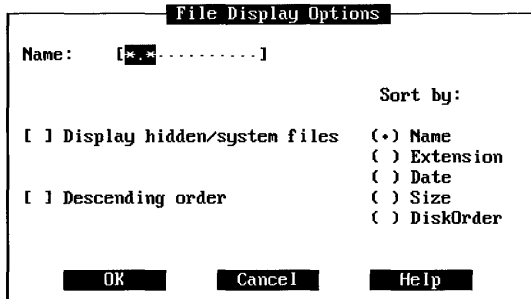 File Display Options
Name: [*.*..........]
Sort by:
[ ] Display hidden/system files (•) Name
( ) Extension
( ) Date
[ ] Descending order ( ) Size
( ) DiskOrder
OK Cancel Help